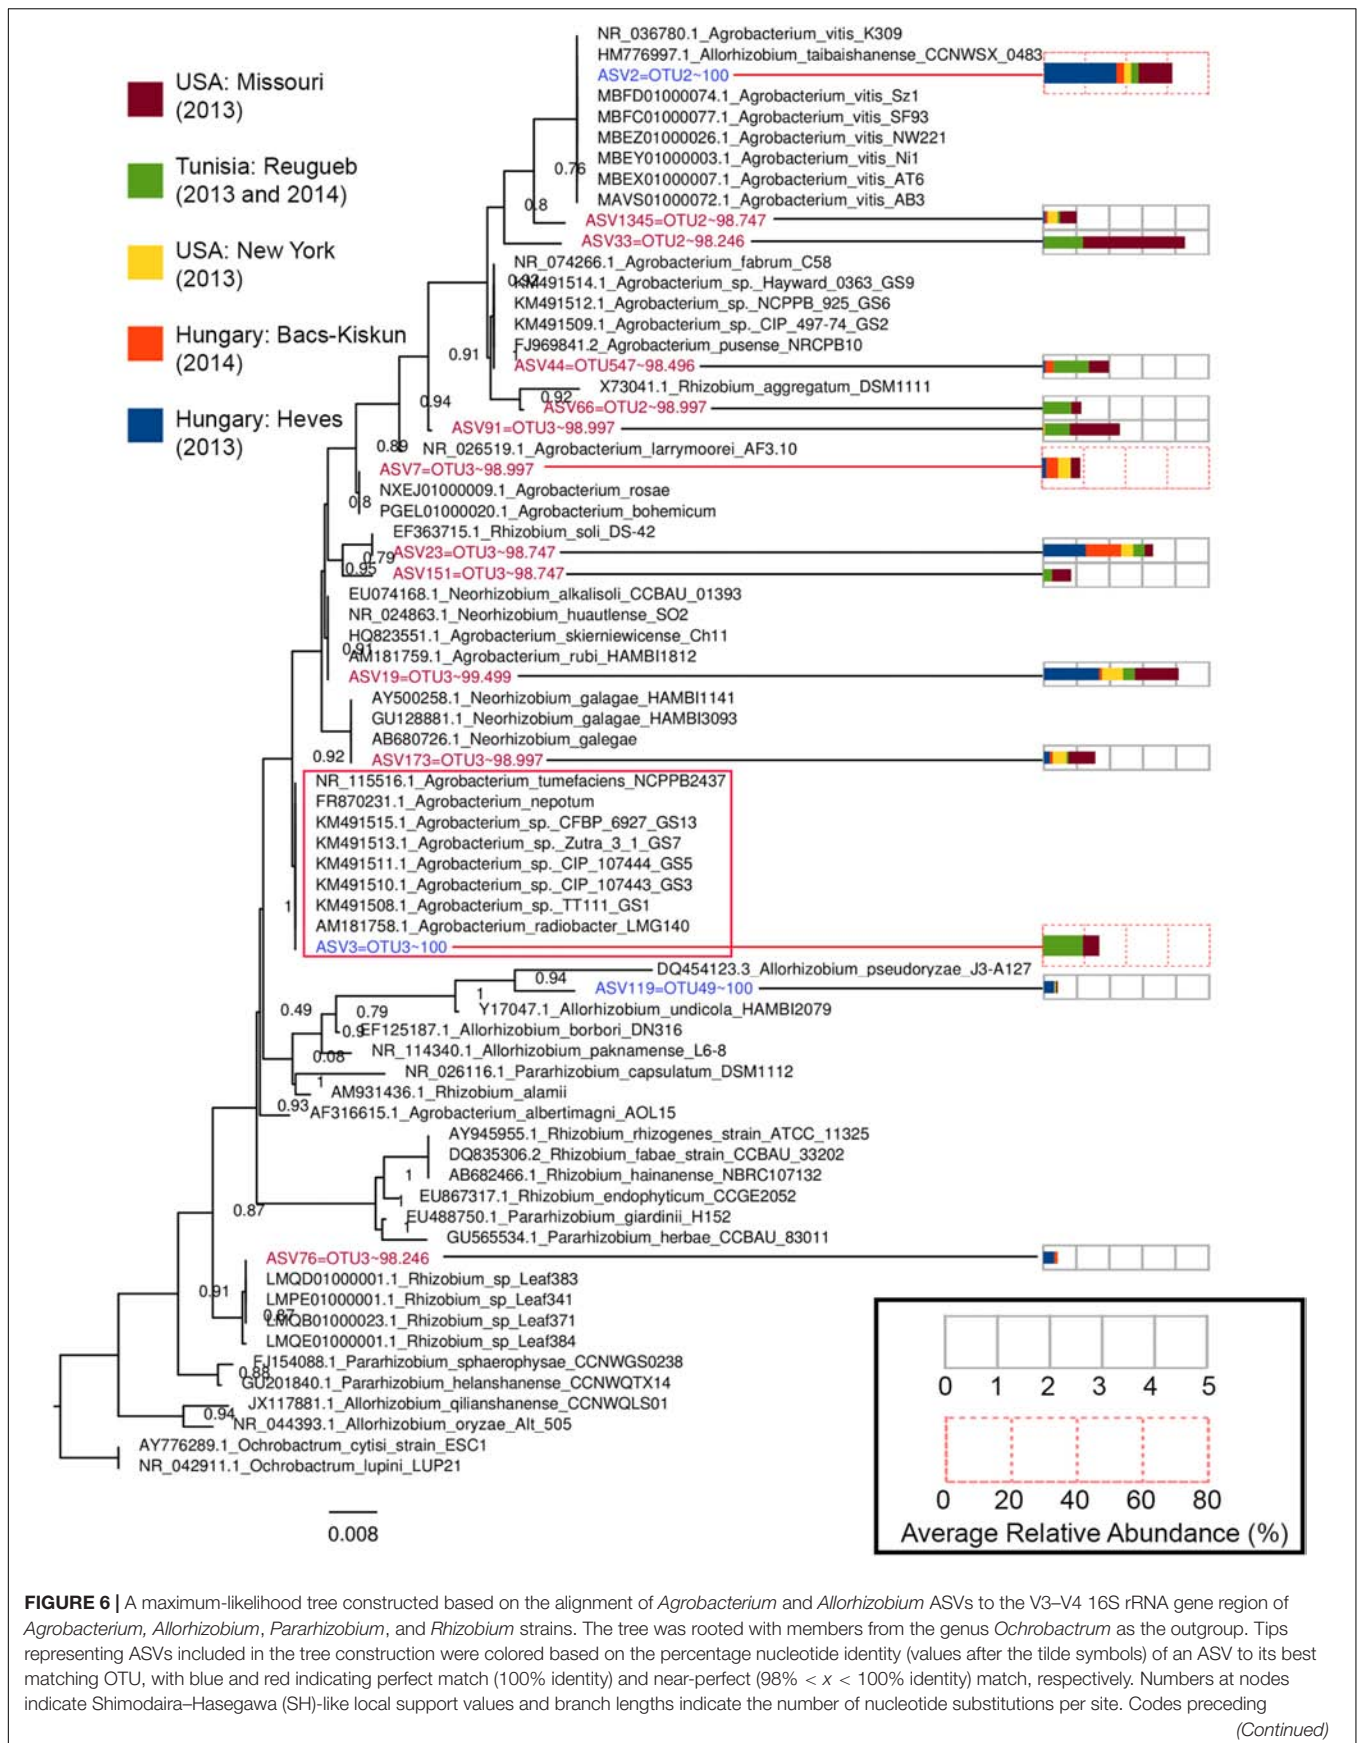 USA: Missouri
(2013)
Tunisia: Reugueb
(2013 and 2014)
USA: New York
(2013)
Hungary: Bacs-Kiskun
(2014)
Hungary: Heves
(2013)
NR_036780.1_Agrobacterium_vitis_K309
HM776997.1_Allorhizobium_taibaishanense_CCNWSX_0483
ASV2=OTU2~100
MBFD01000074.1_Agrobacterium_vitis_Sz1
MBFC01000077.1_Agrobacterium_vitis_SF93
MBEZ01000026.1_Agrobacterium_vitis_NW221
MBEY01000003.1_Agrobacterium_vitis_Ni1
0.76
MBEX01000007.1_Agrobacterium_vitis_AT6
MAVS01000072.1_Agrobacterium_vitis_AB3
0.8
ASV1345=OTU2~98.747
ASV33=OTU2~98.246
NR_074266.1_Agrobacterium_fabrum_C58
0.92
KM491514.1_Agrobacterium_sp._Hayward_0363_GS9
KM491512.1_Agrobacterium_sp._NCPPB_925_GS6
KM491509.1_Agrobacterium_sp._CIP_497-74_GS2
FJ969841.2_Agrobacterium_pusense_NRCPB10
0.91
ASV44=OTU547~98.496
X73041.1_Rhizobium_aggregatum_DSM1111
0.92
ASV66=OTU2~98.997
0.94
ASV91=OTU3~98.997
0.89
NR_026519.1_Agrobacterium_larrymoorei_AF3.10
ASV7=OTU3~98.997
NXEJ01000009.1_Agrobacterium_rosae
0.8
PGEL01000020.1_Agrobacterium_bohemicum
EF363715.1_Rhizobium_soli_DS-42
0.79
ASV23=OTU3~98.747
0.95
ASV151=OTU3~98.747
EU074168.1_Neorhizobium_alkalisoli_CCBAU_01393
NR_024863.1_Neorhizobium_huautlense_SO2
HQ823551.1_Agrobacterium_skierniewicense_Ch11
0.91
AM181759.1_Agrobacterium_rubi_HAMBI1812
ASV19=OTU3~99.499
AY500258.1_Neorhizobium_galagae_HAMBI1141
GU128881.1_Neorhizobium_galagae_HAMBI3093
AB680726.1_Neorhizobium_galegae
0.92
ASV173=OTU3~98.997
NR_115516.1_Agrobacterium_tumefaciens_NCPPB2437
FR870231.1_Agrobacterium_nepotum
KM491515.1_Agrobacterium_sp._CFBP_6927_GS13
KM491513.1_Agrobacterium_sp._Zutra_3_1_GS7
KM491511.1_Agrobacterium_sp._CIP_107444_GS5
KM491510.1_Agrobacterium_sp._CIP_107443_GS3
1
KM491508.1_Agrobacterium_sp._TT111_GS1
AM181758.1_Agrobacterium_radiobacter_LMG140
ASV3=OTU3~100
DQ454123.3_Allorhizobium_pseudoryzae_J3-A127
0.94
ASV119=OTU49~100
1
Y17047.1_Allorhizobium_undicola_HAMBI2079
0.49
0.79
0.9
EF125187.1_Allorhizobium_borbori_DN316
0.08
NR_114340.1_Allorhizobium_paknamense_L6-8
NR_026116.1_Pararhizobium_capsulatum_DSM1112
1
AM931436.1_Rhizobium_alamii
0.93
AF316615.1_Agrobacterium_albertimagni_AOL15
AY945955.1_Rhizobium_rhizogenes_strain_ATCC_11325
DQ835306.2_Rhizobium_fabae_strain_CCBAU_33202
1
AB682466.1_Rhizobium_hainanense_NBRC107132
1
EU867317.1_Rhizobium_endophyticum_CCGE2052
0.87
1
EU488750.1_Pararhizobium_giardinii_H152
GU565534.1_Pararhizobium_herbae_CCBAU_83011
ASV76=OTU3~98.246
LMQD01000001.1_Rhizobium_sp_Leaf383
0.91
LMPE01000001.1_Rhizobium_sp_Leaf341
0.87
LMQB01000023.1_Rhizobium_sp_Leaf371
LMQE01000001.1_Rhizobium_sp_Leaf384
FJ154088.1_Pararhizobium_sphaerophysae_CCNWGS0238
0.88
GU201840.1_Pararhizobium_helanshanense_CCNWQTX14
JX117881.1_Allorhizobium_qilianshanense_CCNWQLS01
0.94
NR_044393.1_Allorhizobium_oryzae_Alt_505
AY776289.1_Ochrobactrum_cytisi_strain_ESC1
NR_042911.1_Ochrobactrum_lupini_LUP21
0.008
0 1 2 3 4 5
0 20 40 60 80
Average Relative Abundance (%)
FIGURE 6 | A maximum-likelihood tree constructed based on the alignment of Agrobacterium and Allorhizobium ASVs to the V3–V4 16S rRNA gene region of
Agrobacterium, Allorhizobium, Pararhizobium, and Rhizobium strains. The tree was rooted with members from the genus Ochrobactrum as the outgroup. Tips
representing ASVs included in the tree construction were colored based on the percentage nucleotide identity (values after the tilde symbols) of an ASV to its best
matching OTU, with blue and red indicating perfect match (100% identity) and near-perfect (98% < x < 100% identity) match, respectively. Numbers at nodes
indicate Shimodaira–Hasegawa (SH)-like local support values and branch lengths indicate the number of nucleotide substitutions per site. Codes preceding
(Continued)